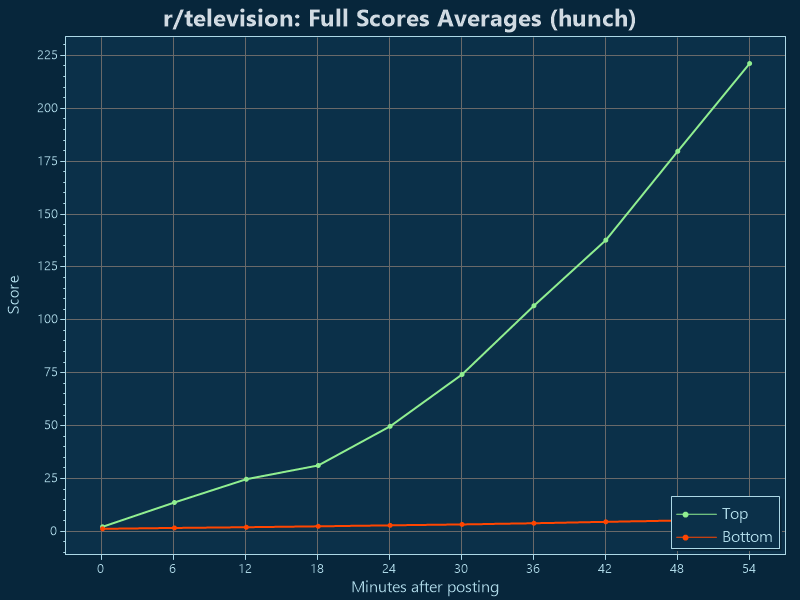 r/television: Full Scores Averages (hunch)
225
200
175
150
125
100
75
50
25
0
Score
0 6 12 18 24 30 36 42 48 54
Minutes after posting
Top
Bottom